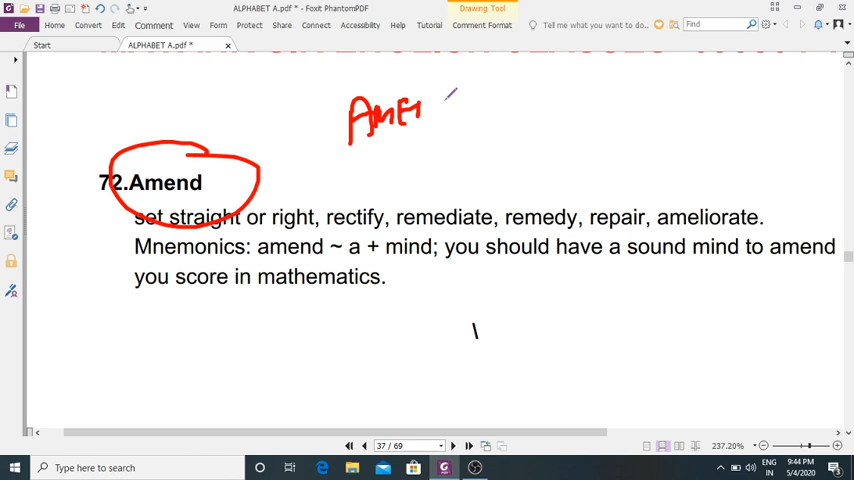 ALPHABET A.pdf * - Foxit PhantomPDF
Drawing Tool
File
Home
Edit
Comment
View
Form
Protect
Share
Connect
Accessibility
Help
Tutorial
Comment Format
Tell me what you want to do..
Find
Start
ALPHABET A.pdf *
AME
72.Amend
set straight or right, rectify, remediate, remedy, repair, ameliorate.
Mnemonics: amend ~ a + mind; you should have a sound mind to amend
you score in mathematics.
\
37 / 69
237.20%
Type here to search
ENG
IN
9:44 PM
5/4/2020
3